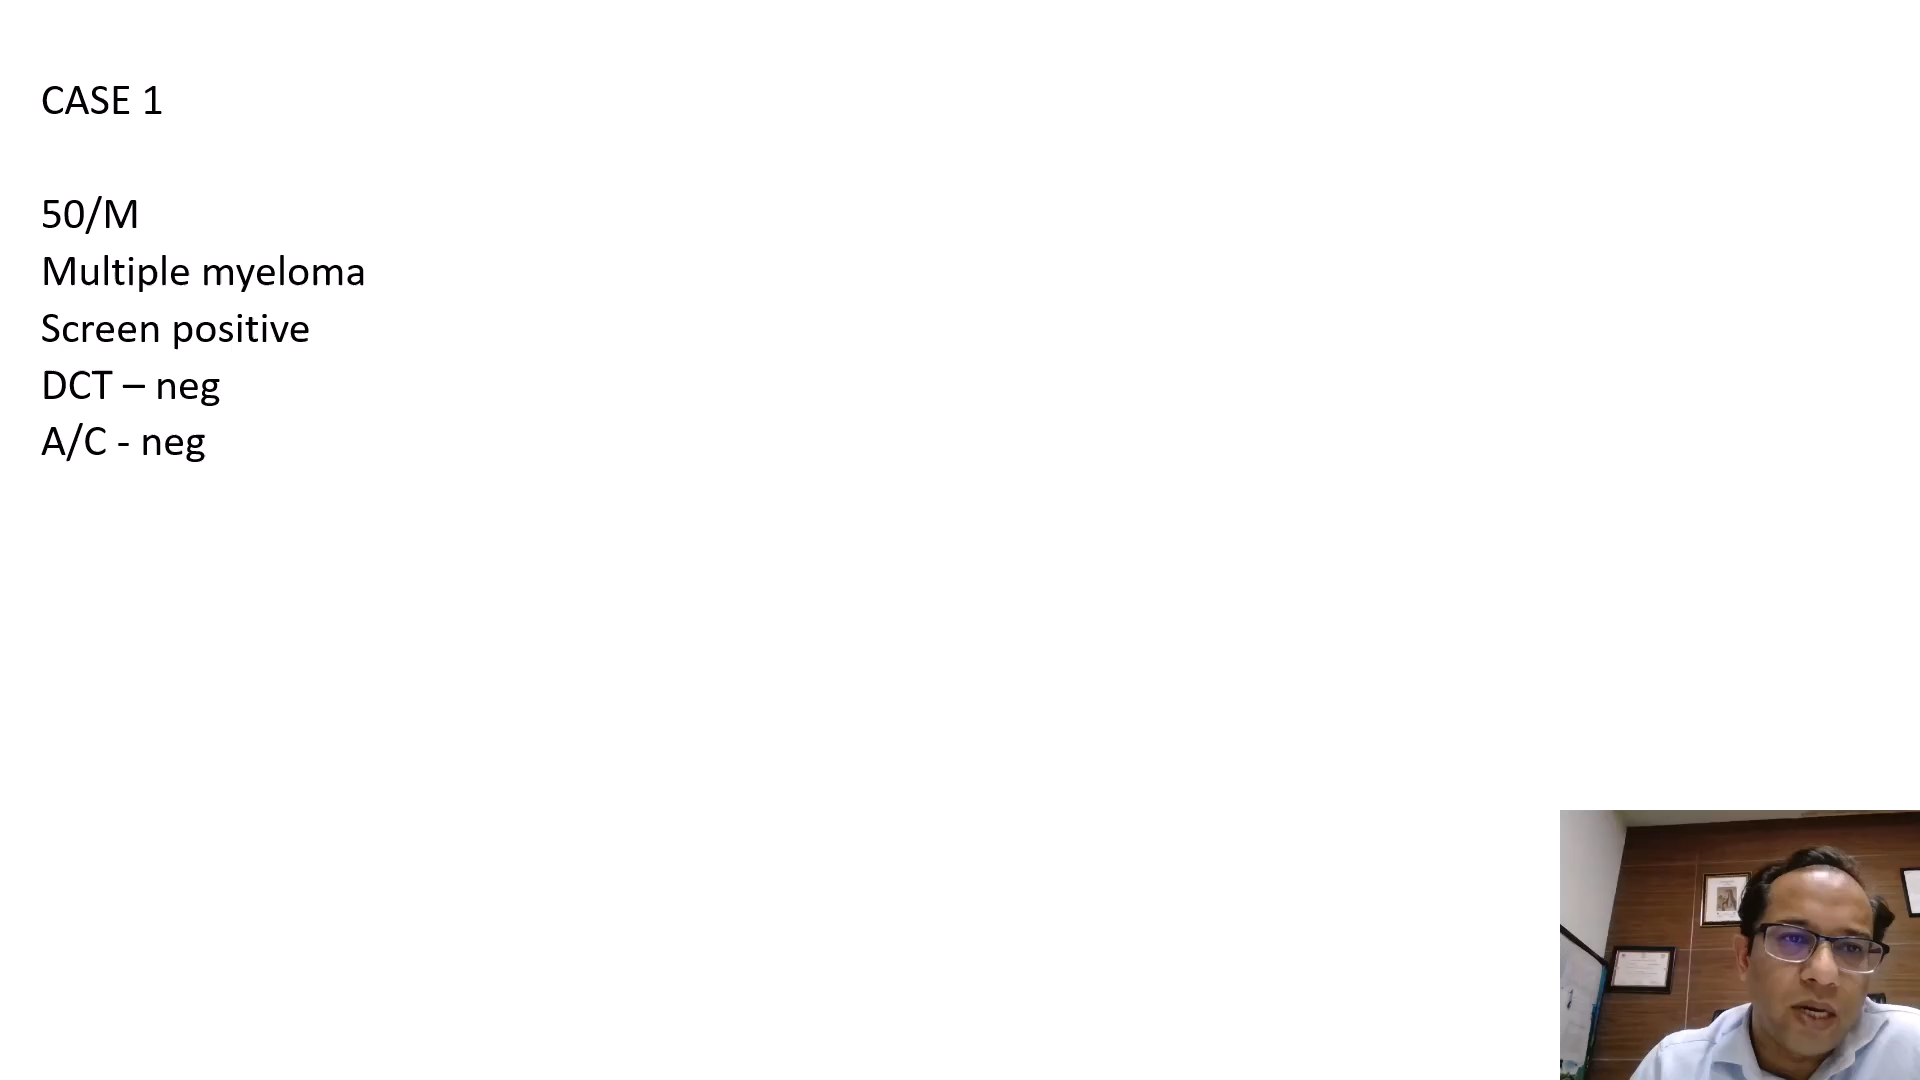 CASE 1
50/M
Multiple myeloma
Screen positive
DCT – neg
A/C - neg